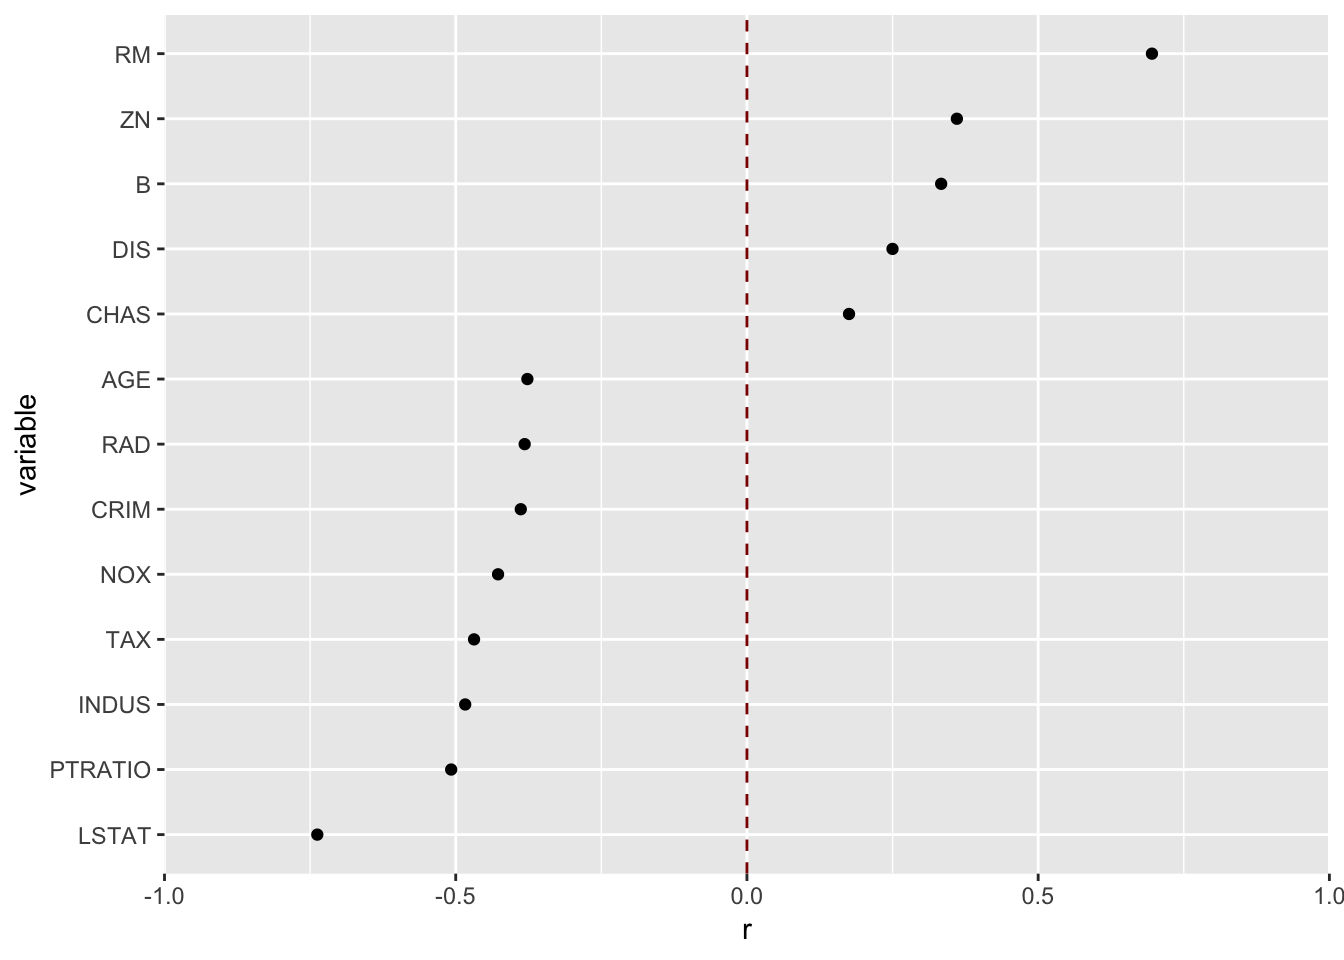 RM
ZN
B
DIS
CHAS
AGE
RAD
CRIM
NOX
TAX
INDUS
PTRATIO
LSTAT
variable
-1.0 -0.5 0.0 0.5 1.0
r